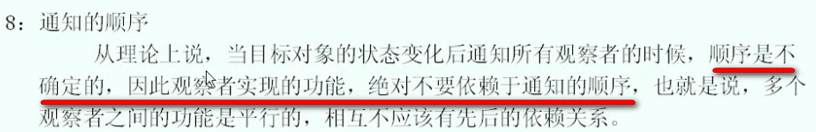 8：通知的顺序
从理论上说，当目标对象的状态变化后通知所有观察者的时候，顺序是不
确定的，因此观察者实现的功能，绝对不要依赖于通知的顺序，也就是说，多个
观察者之间的功能是平行的，相互不应该有先后的依赖关系。